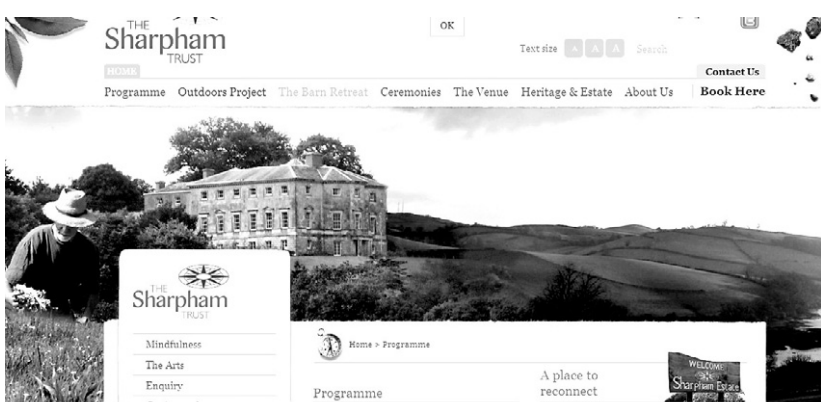 THE
Sharpham
TRUST
OK
Text size A A A Search
HOME
Contact Us
Programme Outdoors Project The Barn Retreat Ceremonies The Venue Heritage & Estate About Us Book Here
THE
Sharpham
TRUST
Mindfulness
The Arts
Enquiry
Home > Programme
Programme
A place to
reconnect
WELCOME
Sharpham Estate